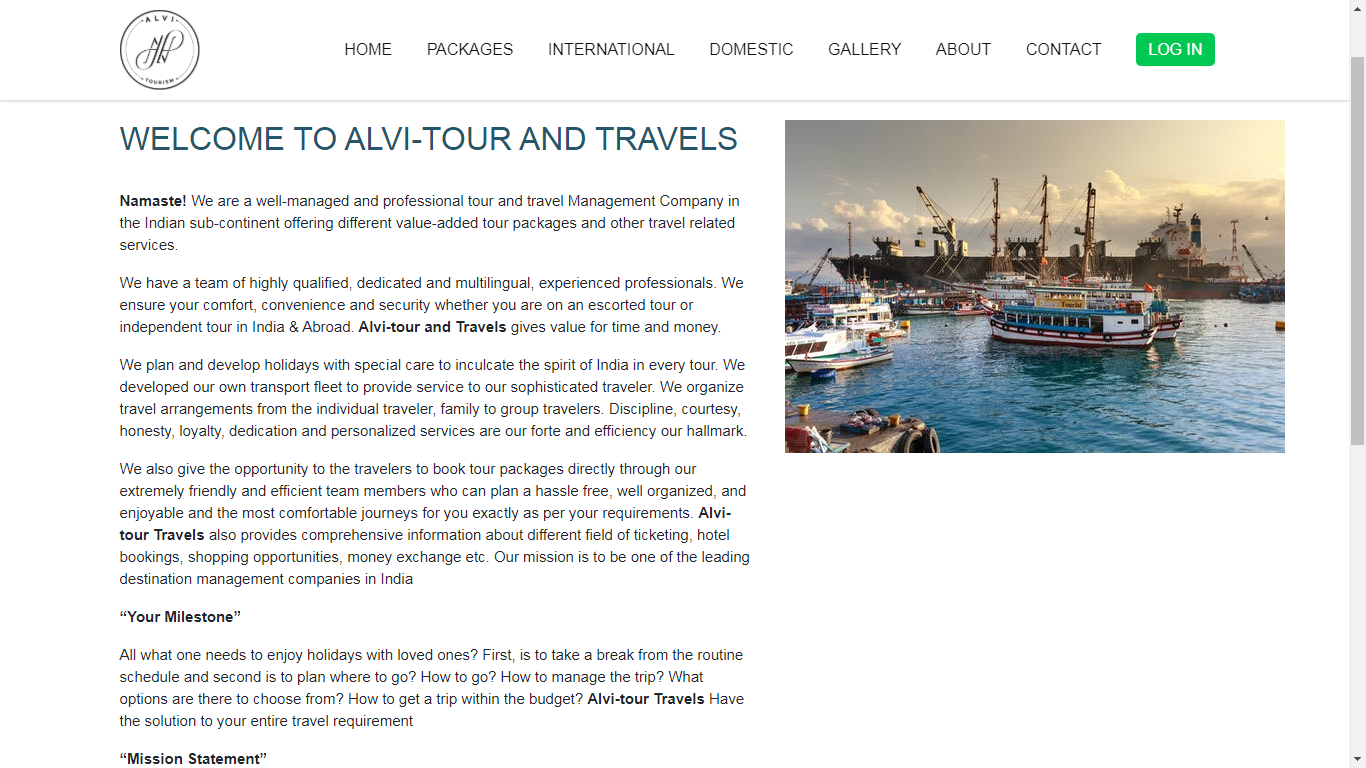 ALVI
TOURISM
HOME PACKAGES INTERNATIONAL DOMESTIC GALLERY ABOUT CONTACT LOG IN
WELCOME TO ALVI-TOUR AND TRAVELS
Namaste! We are a well-managed and professional tour and travel Management Company in
the Indian sub-continent offering different value-added tour packages and other travel related
services.
We have a team of highly qualified, dedicated and multilingual, experienced professionals. We
ensure your comfort, convenience and security whether you are on an escorted tour or
independent tour in India & Abroad. Alvi-tour and Travels gives value for time and money.
We plan and develop holidays with special care to inculcate the spirit of India in every tour. We
developed our own transport fleet to provide service to our sophisticated traveler. We organize
travel arrangements from the individual traveler, family to group travelers. Discipline, courtesy,
honesty, loyalty, dedication and personalized services are our forte and efficiency our hallmark.
We also give the opportunity to the travelers to book tour packages directly through our
extremely friendly and efficient team members who can plan a hassle free, well organized, and
enjoyable and the most comfortable journeys for you exactly as per your requirements. Alvi-
tour Travels also provides comprehensive information about different field of ticketing, hotel
bookings, shopping opportunities, money exchange etc. Our mission is to be one of the leading
destination management companies in India
“Your Milestone”
All what one needs to enjoy holidays with loved ones? First, is to take a break from the routine
schedule and second is to plan where to go? How to go? How to manage the trip? What
options are there to choose from? How to get a trip within the budget? Alvi-tour Travels Have
the solution to your entire travel requirement
“Mission Statement”